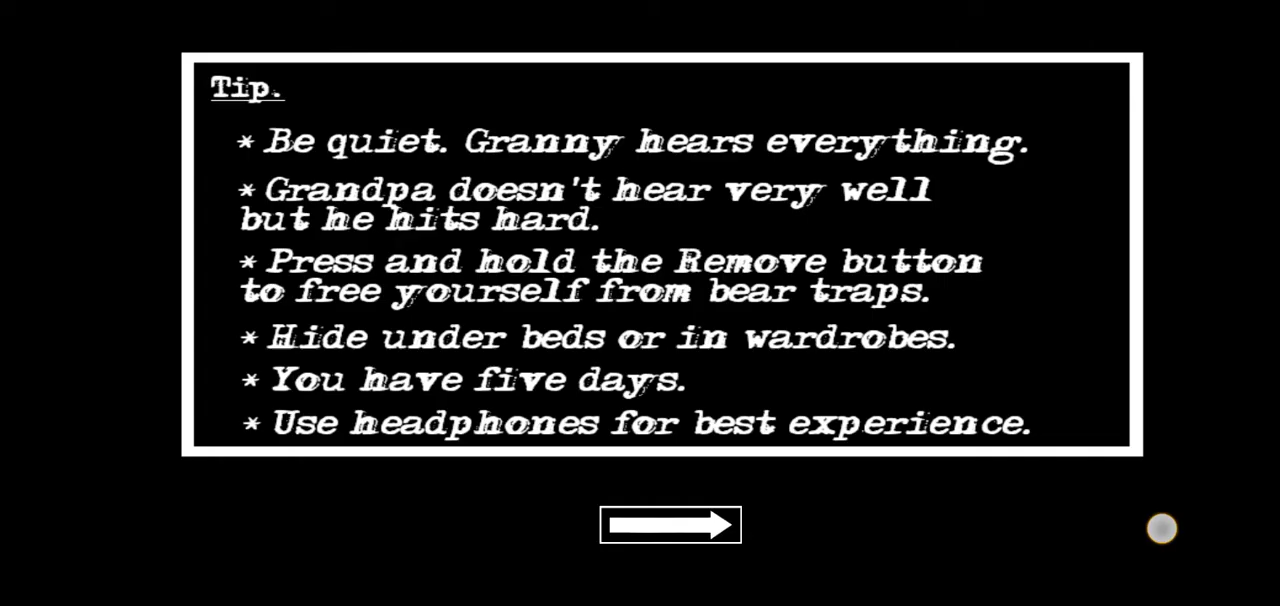 Tip.
* Be quiet. Granny hears everything.
* Grandpa doesn't hear very well
but he hits hard.
* Press and hold the Remove button
to free yourself from bear traps.
* Hide under beds or in wardrobes.
* You have five days.
* Use headphones for best experience.